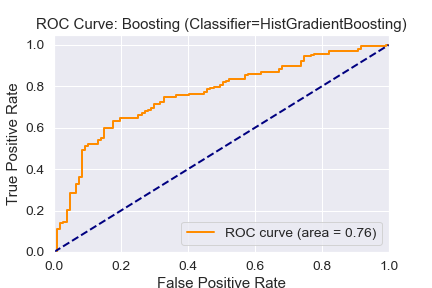 ROC Curve: Boosting (Classifier=HistGradientBoosting)
1.0
0.8
0.6
0.4
0.2
0.0
True Positive Rate
ROC curve (area = 0.76)
0.0 0.2 0.4 0.6 0.8 1.0
False Positive Rate